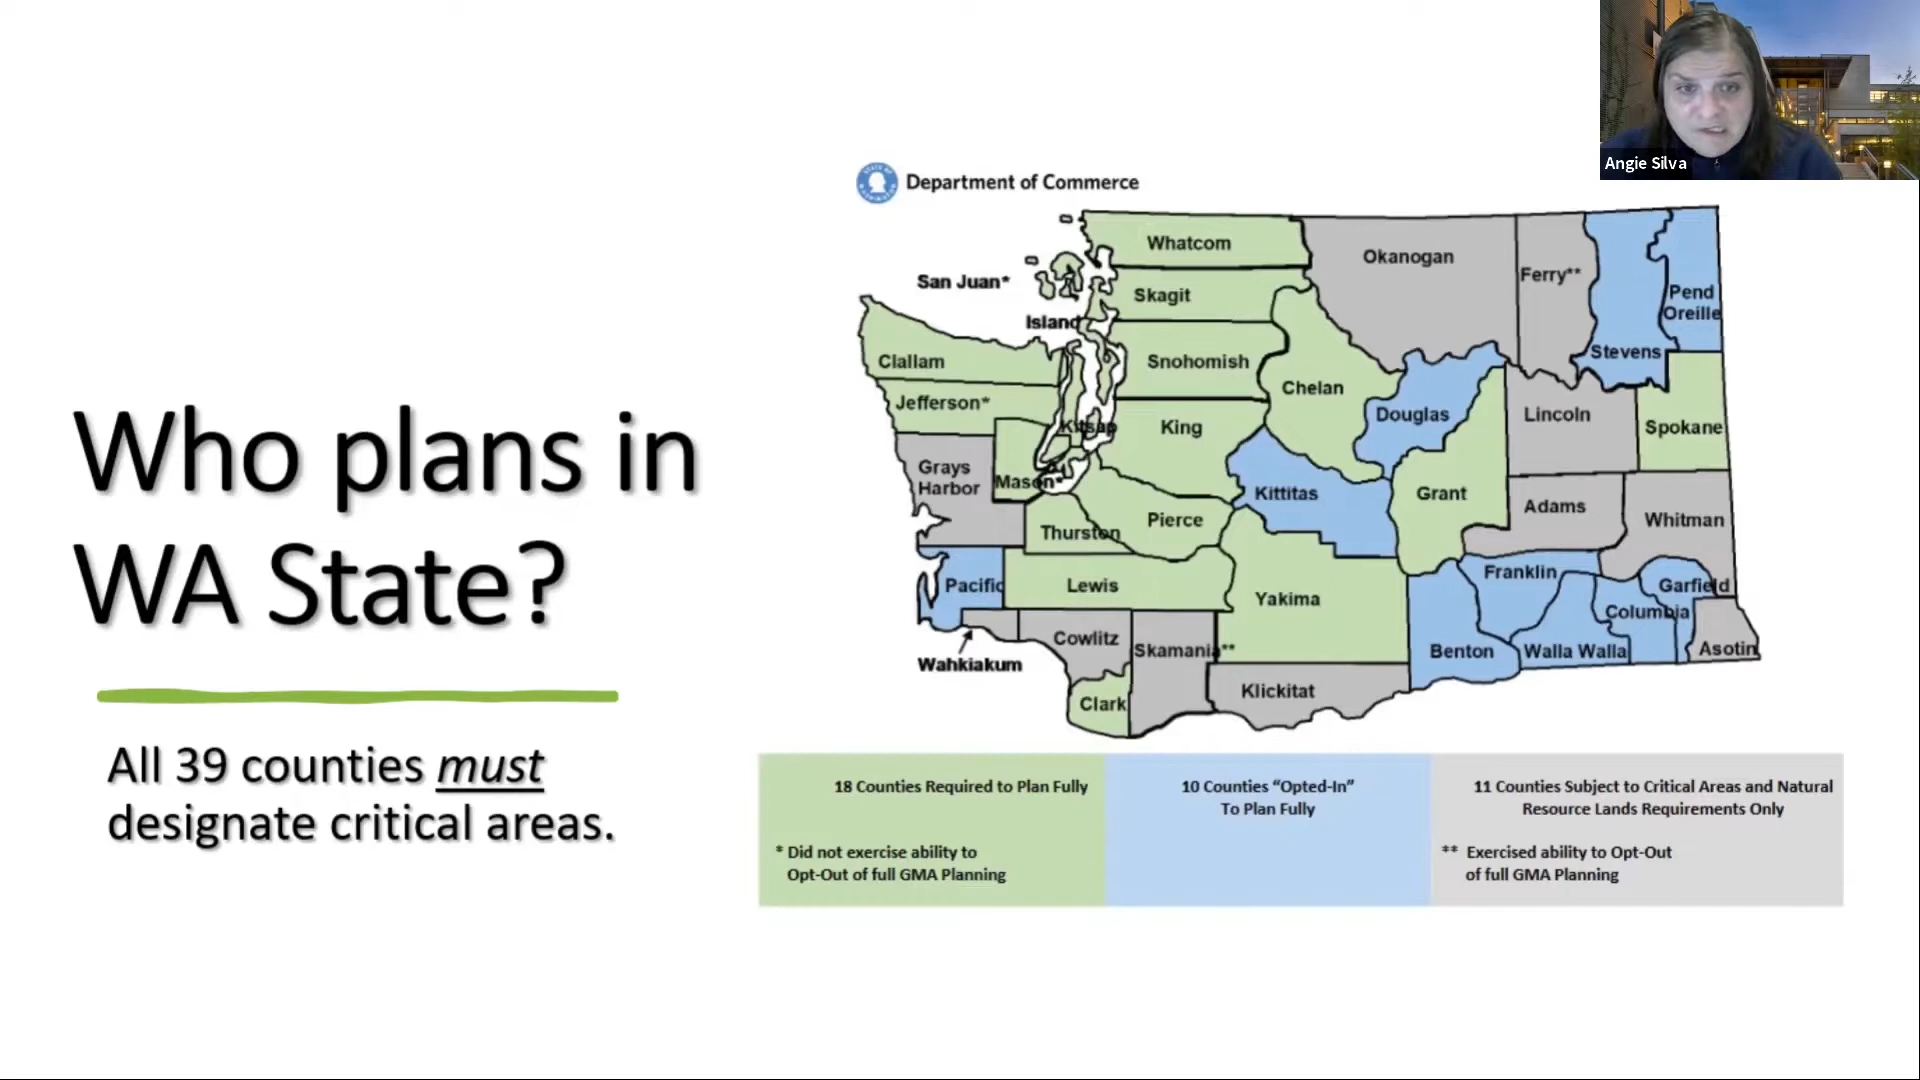 Angie Silva
Department of Commerce
Who plans in
WA State?
All 39 counties must
designate critical areas.
Whatcom
Okanogan
Ferry**
San Juan*
Skagit
Pend
Oreille
Island
Snohomish
Stevens
Clallam
Chelan
Jefferson*
Douglas
Lincoln
Kitsap
King
Spokane
Grays
Harbor
Mason*
Kittitas
Grant
Adams
Whitman
Thurston
Pierce
Franklin
Pacific
Lewis
Yakima
Garfield
Columbia
Wahkiakum
Cowlitz
Skamania**
Benton
Walla Walla
Asotin
Clark
Klickitat
18 Counties Required to Plan Fully
* Did not exercise ability to
Opt-Out of full GMA Planning
10 Counties “Opted-In”
To Plan Fully
11 Counties Subject to Critical Areas and Natural
Resource Lands Requirements Only
** Exercised ability to Opt-Out
of full GMA Planning